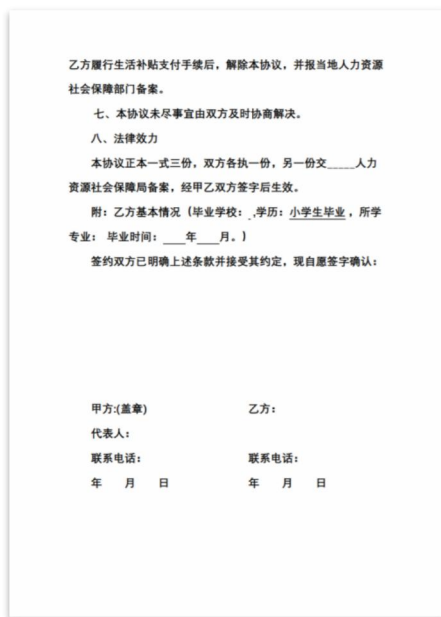 乙方履行生活补贴支付手续后，解除本协议，并报当地人力资源
社会保障部门备案。
七、本协议未尽事宜由双方及时协商解决。
八、法律效力
本协议正本一式三份，双方各执一份，另一份交_____人力
资源社会保障局备案，经甲乙双方签字后生效。
附：乙方基本情况（毕业学校： ,学历：小学生毕业，所学
专业： 毕业时间：____年____月。）
签约双方已明确上述条款并接受其约定，现自愿签字确认：
甲方:(盖章) 乙方：
代表人：
联系电话： 联系电话：
年 月 日 年 月 日